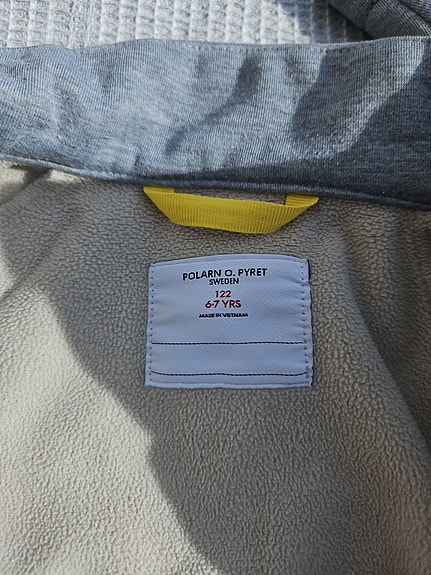 POLARN O. PYRET
SWEDEN
122
6-7 YRS
MADE IN VIETNAM